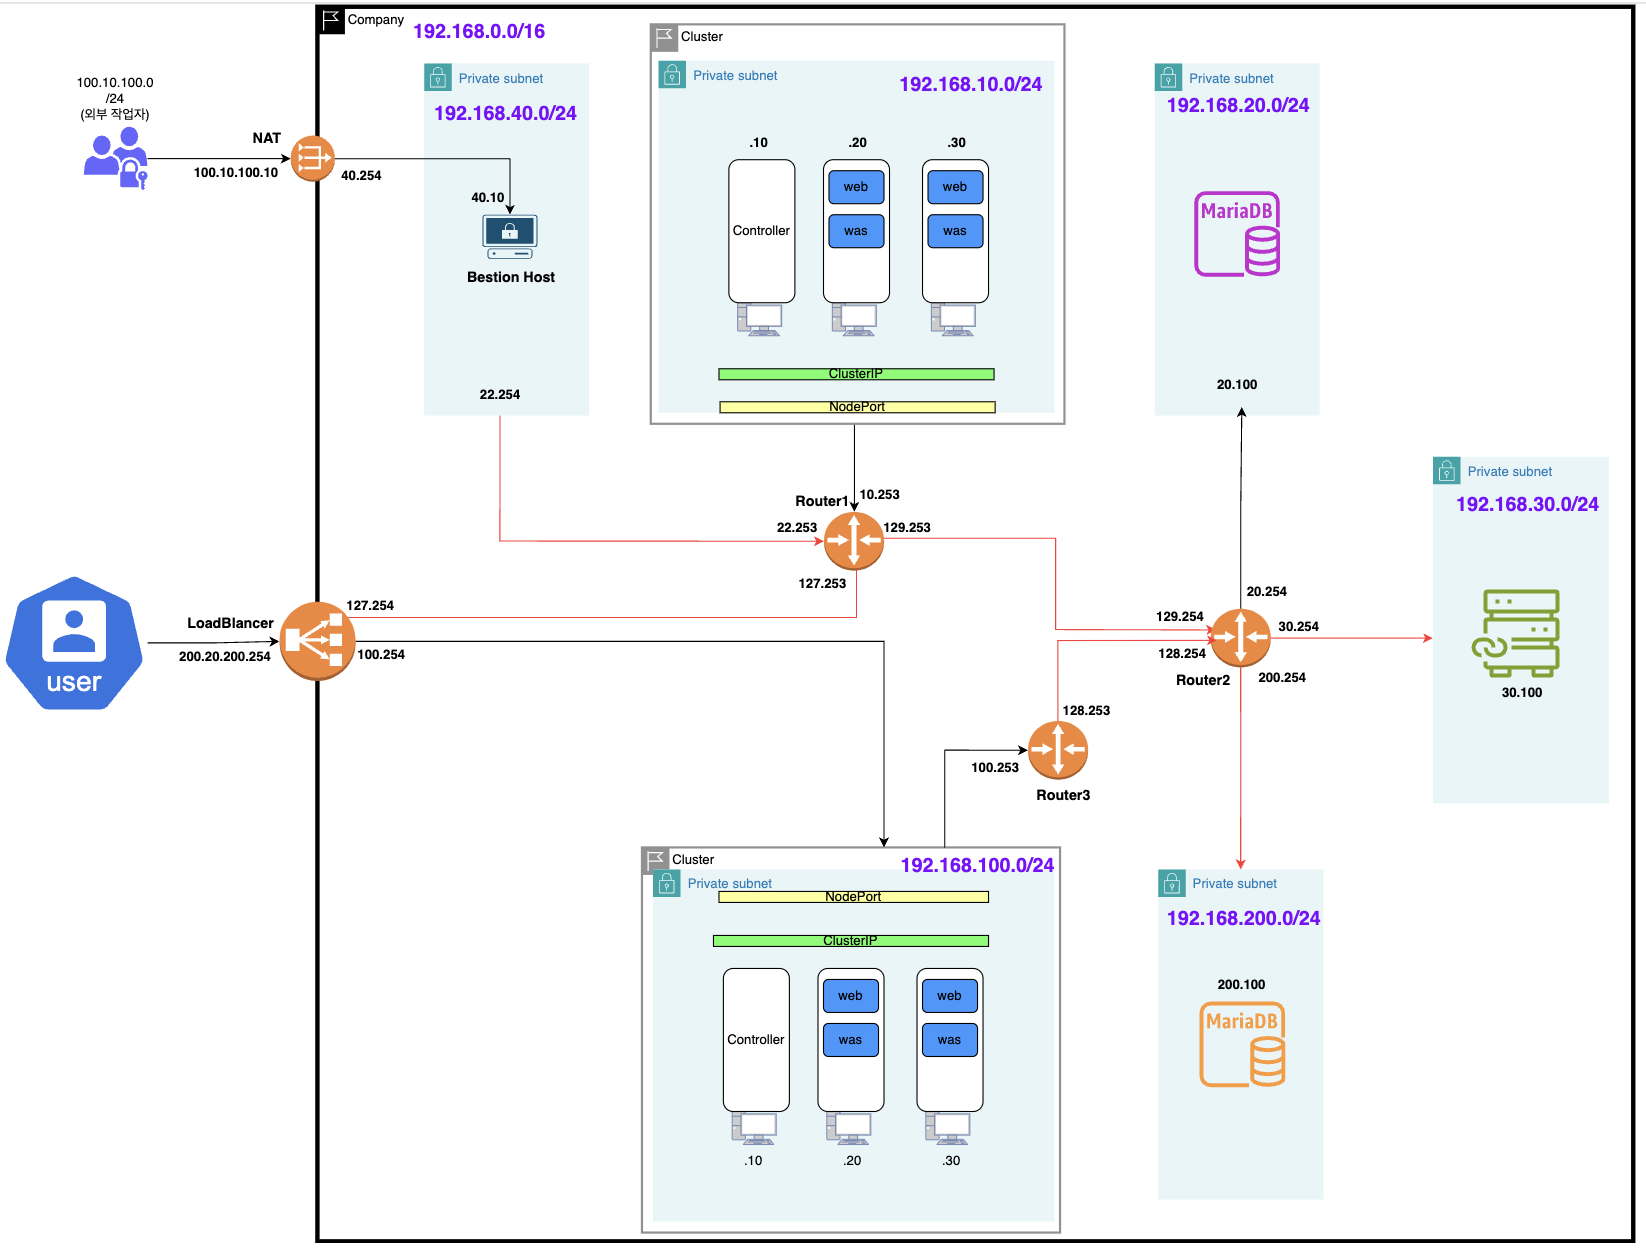 Company
192.168.0.0/16
100.10.100.0
/24
(외부 작업자)
NAT
100.10.100.10
40.254
Private subnet
192.168.40.0/24
40.10
Bestion Host
22.254
Cluster
Private subnet
192.168.10.0/24
.10
.20
.30
Controller
web
was
web
was
ClusterIP
NodePort
Private subnet
192.168.20.0/24
MariaDB
20.100
Router1
10.253
22.253
129.253
127.253
Private subnet
192.168.30.0/24
30.100
user
LoadBlancer
200.20.200.254
127.254
100.254
20.254
129.254
30.254
128.254
Router2
200.254
128.253
100.253
Router3
Cluster
192.168.100.0/24
Private subnet
NodePort
ClusterIP
Controller
web
was
web
was
.10
.20
.30
Private subnet
192.168.200.0/24
200.100
MariaDB